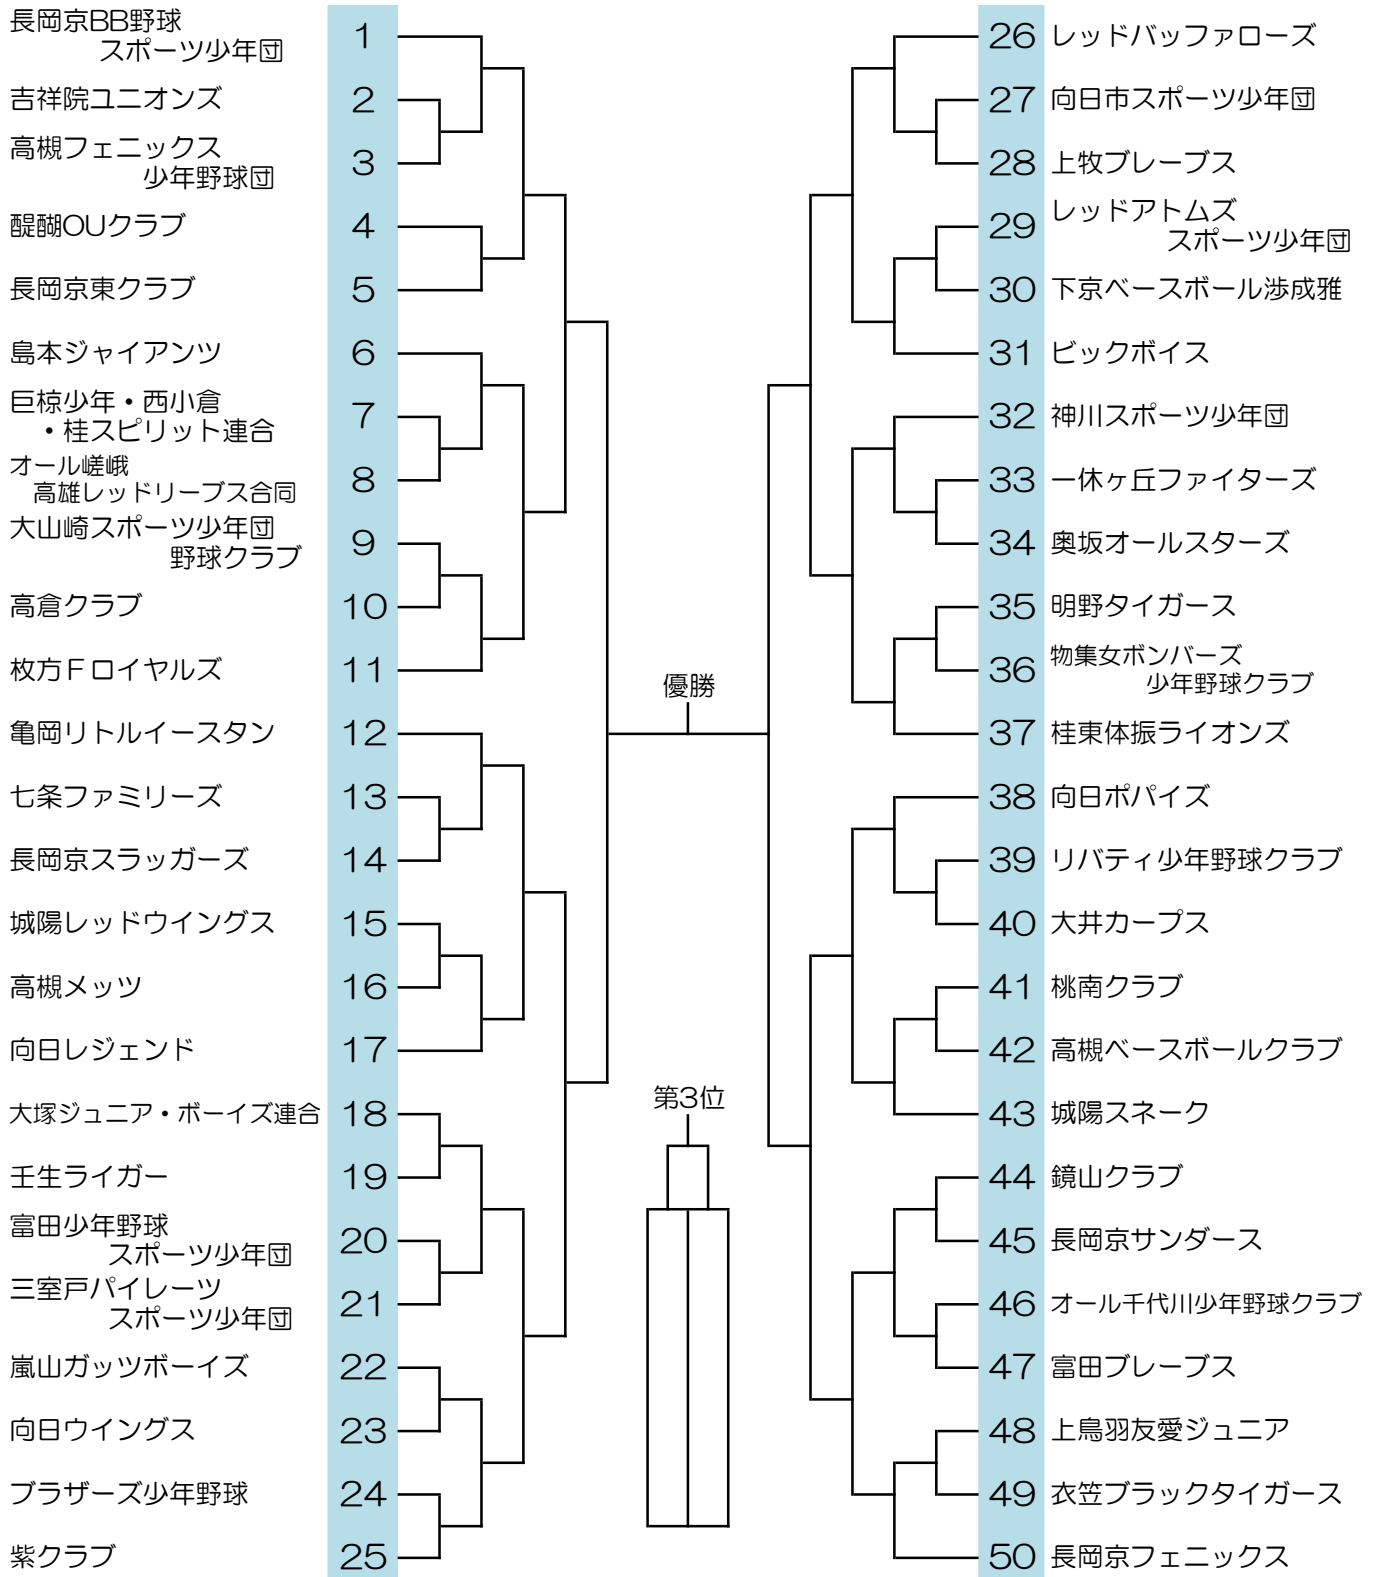 長岡京BB野球
スポーツ少年団
1
吉祥院ユニオンズ
2
高槻フェニックス
少年野球団
3
醍醐OUクラブ
4
長岡京東クラブ
5
島本ジャイアンツ
6
巨椋少年・西小倉
・桂スピリット連合
7
オール嵯峨
高雄レッドリーブス合同
8
大山崎スポーツ少年団
野球クラブ
9
高倉クラブ
10
枚方Fロイヤルズ
11
亀岡リトルイースタン
12
七条ファミリーズ
13
長岡京スラッガーズ
14
城陽レッドウイングス
15
高槻メッツ
16
向日レジェンド
17
大塚ジュニア・ボーイズ連合
18
壬生ライガー
19
富田少年野球
スポーツ少年団
20
三室戸パイレーツ
スポーツ少年団
21
嵐山ガッツボーイズ
22
向日ウイングス
23
ブラザーズ少年野球
24
紫クラブ
25
優勝
第3位
26 レッドバッファローズ
27 向日市スポーツ少年団
28 上牧ブレーブス
29 レッドアトムズ
スポーツ少年団
30 下京ベースボール渉成雅
31 ビックボイス
32 神川スポーツ少年団
33 一休ヶ丘ファイターズ
34 奥坂オールスターズ
35 明野タイガース
36 物集女ボンバーズ
少年野球クラブ
37 桂東体振ライオンズ
38 向日ポパイズ
39 リバティ少年野球クラブ
40 大井カープス
41 桃南クラブ
42 高槻ベースボールクラブ
43 城陽スネーク
44 鏡山クラブ
45 長岡京サンダース
46 オール千代川少年野球クラブ
47 富田ブレーブス
48 上鳥羽友愛ジュニア
49 衣笠ブラックタイガース
50 長岡京フェニックス